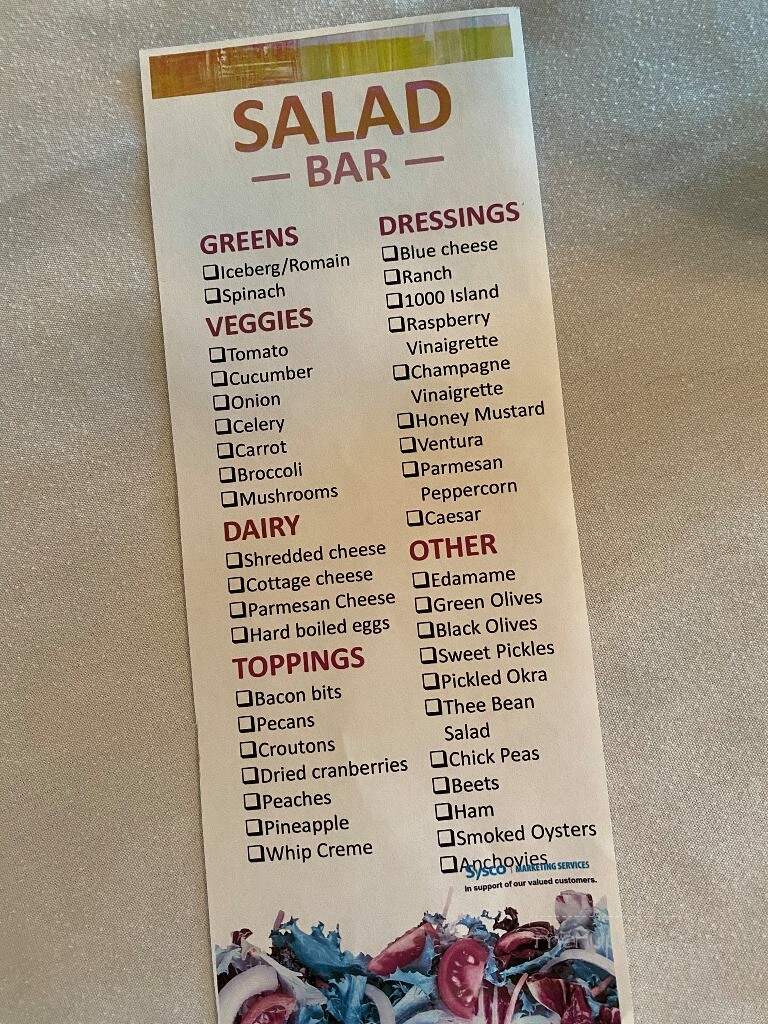 SALAD
— BAR —
GREENS
❑Iceberg/Romain
❑Spinach
VEGGIES
❑Tomato
❑Cucumber
❑Onion
❑Celery
❑Carrot
❑Broccoli
❑Mushrooms
DAIRY
❑Shredded cheese
❑Cottage cheese
❑Parmesan Cheese
❑Hard boiled eggs
TOPPINGS
❑Bacon bits
❑Pecans
❑Croutons
❑Dried cranberries
❑Peaches
❑Pineapple
❑Whip Creme
DRESSINGS
❑Blue cheese
❑Ranch
❑1000 Island
❑Raspberry
Vinaigrette
❑Champagne
Vinaigrette
❑Honey Mustard
❑Ventura
❑Parmesan
Peppercorn
❑Caesar
OTHER
❑Edamame
❑Green Olives
❑Black Olives
❑Sweet Pickles
❑Pickled Okra
❑Thee Bean
Salad
❑Chick Peas
❑Beets
❑Ham
❑Smoked Oysters
❑Anchovies
Sysco | MARKETING SERVICES
In support of our valued customers.